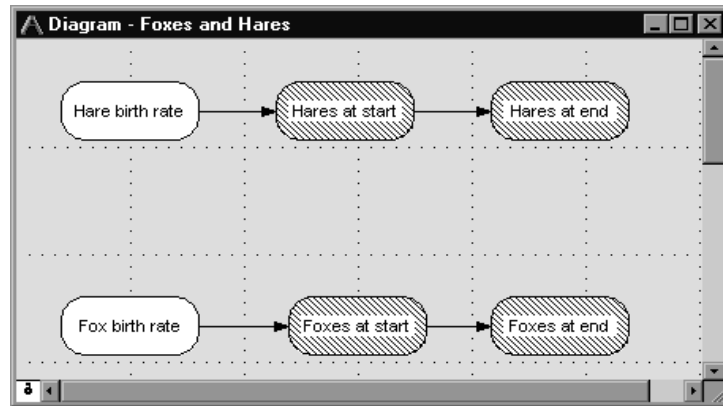 Diagram - Foxes and Hares
Hare birth rate
Hares at start
Hares at end
Fox birth rate
Foxes at start
Foxes at end